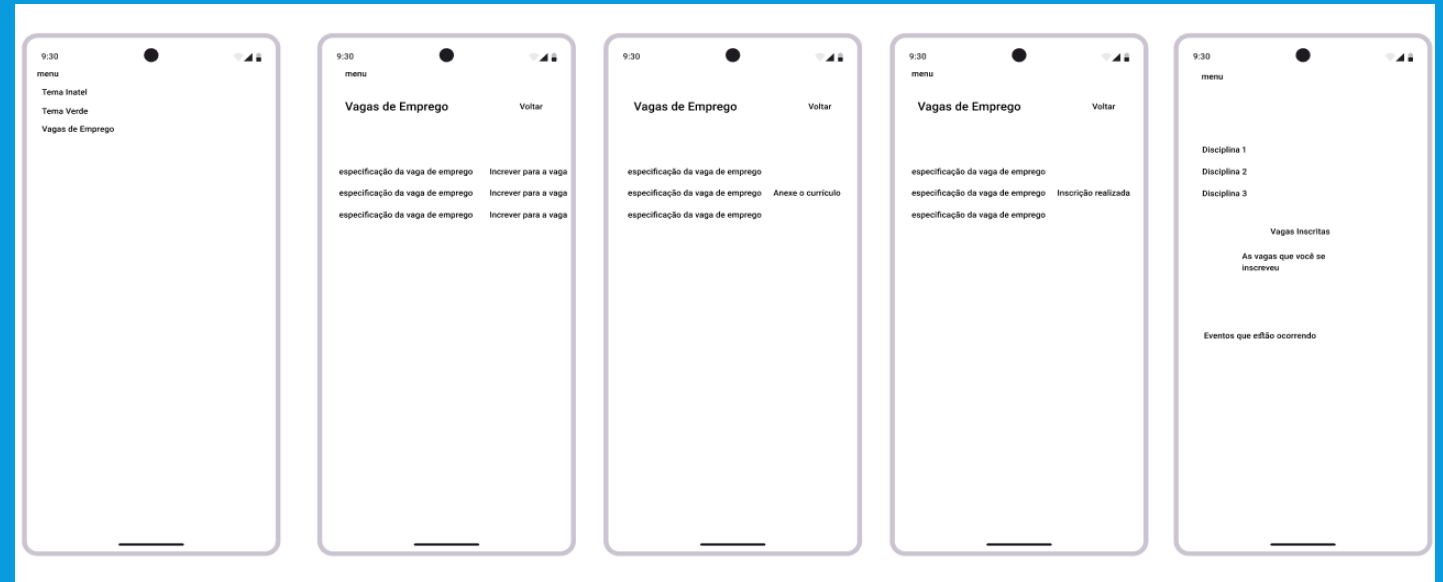 9:30
menu
Tema Inatel
Tema Verde
Vagas de Emprego
9:30
menu
Vagas de Emprego Voltar
especificação da vaga de emprego Increver para a vaga
especificação da vaga de emprego Increver para a vaga
especificação da vaga de emprego Increver para a vaga
9:30
Vagas de Emprego Voltar
especificação da vaga de emprego
especificação da vaga de emprego Anexe o currículo
especificação da vaga de emprego
9:30
menu
Vagas de Emprego Voltar
especificação da vaga de emprego
especificação da vaga de emprego Inscrição realizada
especificação da vaga de emprego
9:30
menu
Disciplina 1
Disciplina 2
Disciplina 3
Vagas Inscritas
As vagas que você se
inscreveu
Eventos que estão ocorrendo